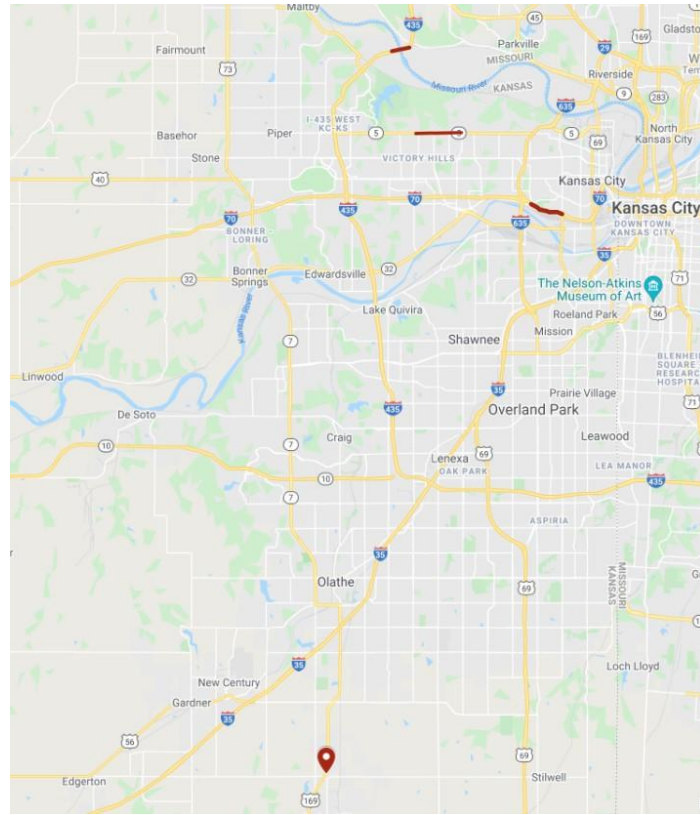 Maltby
435
45
169
Gladsto
Fairmount
Parkville
29
MISSOURI
73
Riverside
Missouri River
KANSAS
9
283
635
I-435 WEST
KC-KS
North
Kansas City
Basehor
Piper
5
5
69
Stone
VICTORY HILLS
40
Kansas City
70
70
435
Kansas City
70
635
DOWNTOWN
KANSAS CITY
BONNER
LORING
35
Bonner
Springs
Edwardsville
32
32
71
The Nelson-Atkins
Museum of Art
Kansas River
Lake Quivira
Roeland Park
56
7
Shawnee
Mission
BLENHEIM
SQUARE
RESEARCH
HOSPITA
Linwood
35
Prairie Village
71
De Soto
435
Overland Park
Craig
Leawood
10
7
69
Lenexa
OAK PARK
LEA MANOR
10
435
7
ASPIRIA
35
Olathe
69
MISSOURI
KANSAS
35
Loch Lloyd
New Century
Gardner
35
56
69
Edgerton
Stilwell
169